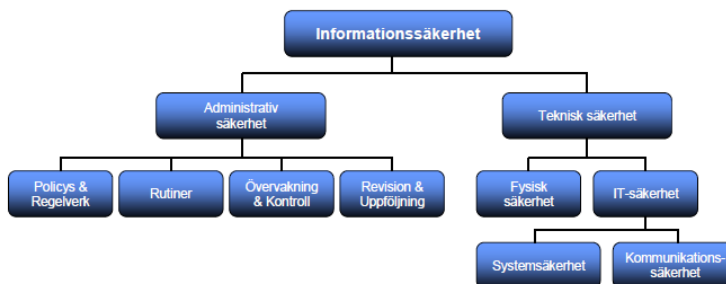 Informationssäkerhet
Administrativ
säkerhet
Teknisk säkerhet
Policys &
Regelverk
Rutiner
Övervakning
& Kontroll
Revision &
Uppföljning
Fysisk
säkerhet
IT-säkerhet
Systemsäkerhet
Kommunikations-
säkerhet